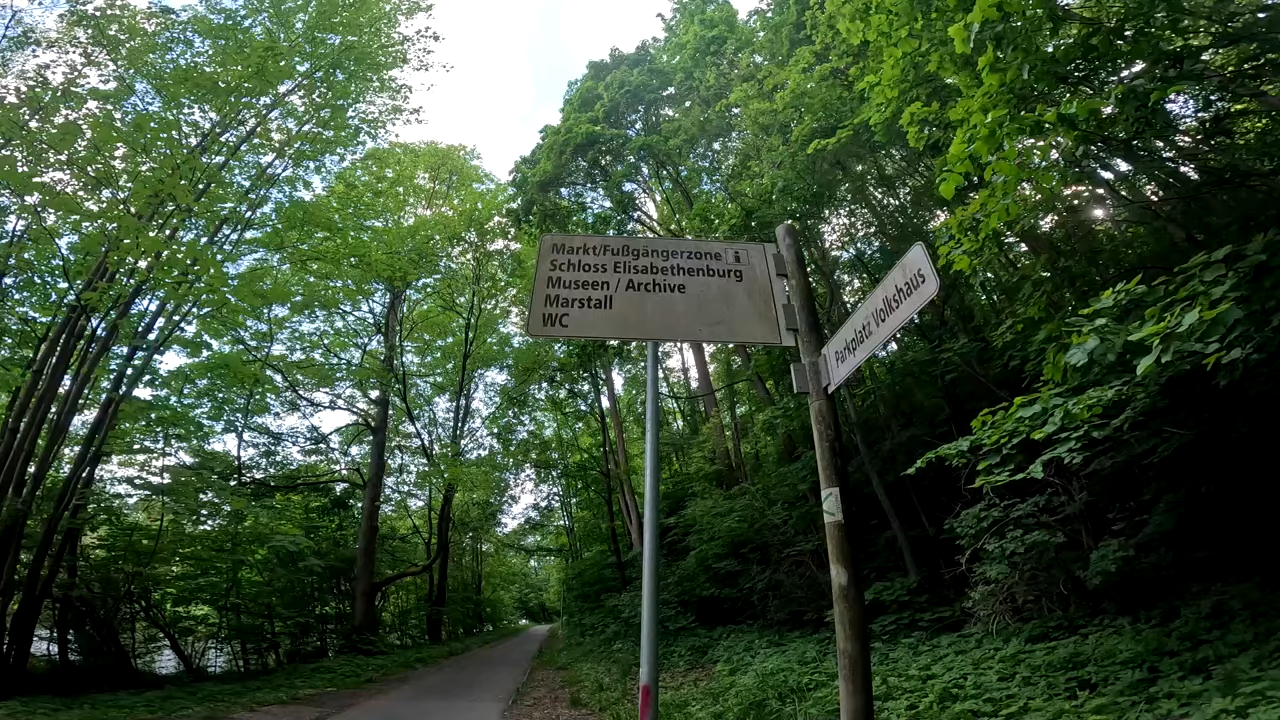 Markt/Fußgängerzone i
Schloss Elisabethenburg
Museen / Archive
Marstall
WC
Parkplatz Volkshaus